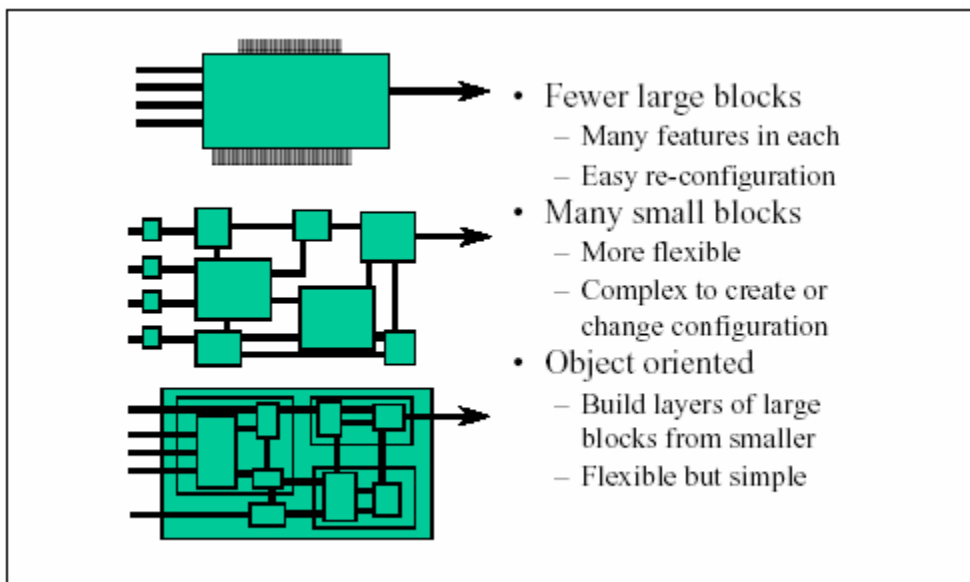 • Fewer large blocks
– Many features in each
– Easy re-configuration
• Many small blocks
– More flexible
– Complex to create or
change configuration
• Object oriented
– Build layers of large
blocks from smaller
– Flexible but simple